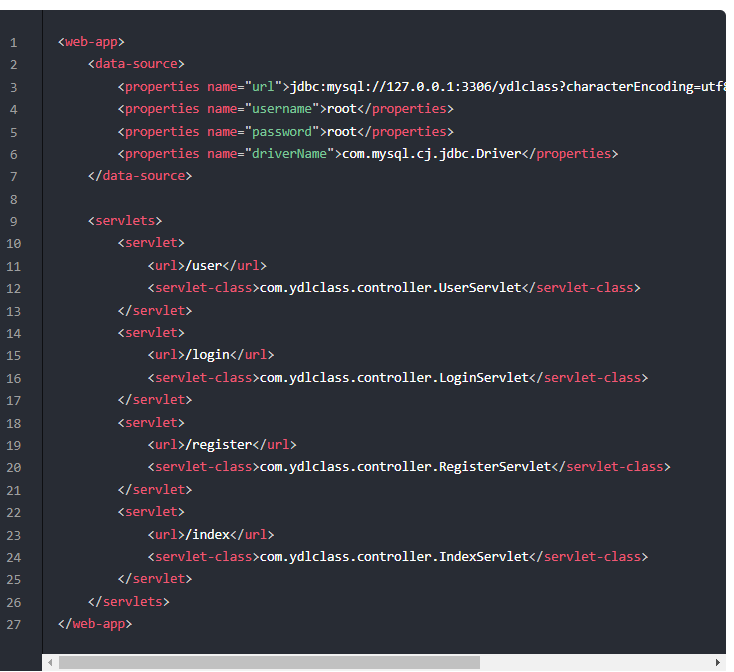 1 <web-app>
2 <data-source>
3 <properties name="url">jdbc:mysql://127.0.0.1:3306/ydlclass?characterEncoding=utf8
4 <properties name="username">root</properties>
5 <properties name="password">root</properties>
6 <properties name="driverName">com.mysql.cj.jdbc.Driver</properties>
7 </data-source>
8
9 <servlets>
10 <servlet>
11 <url>/user</url>
12 <servlet-class>com.ydlclass.controller.UserServlet</servlet-class>
13 </servlet>
14 <servlet>
15 <url>/login</url>
16 <servlet-class>com.ydlclass.controller.LoginServlet</servlet-class>
17 </servlet>
18 <servlet>
19 <url>/register</url>
20 <servlet-class>com.ydlclass.controller.RegisterServlet</servlet-class>
21 </servlet>
22 <servlet>
23 <url>/index</url>
24 <servlet-class>com.ydlclass.controller.IndexServlet</servlet-class>
25 </servlet>
26 </servlets>
27 </web-app>